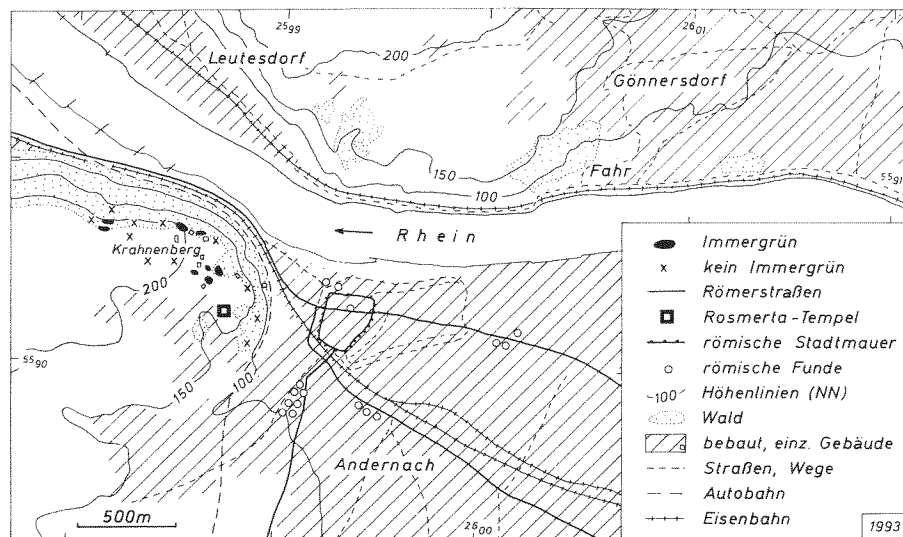 2599
2601
Leutesdorf
200
Gönnersdorf
150
100
Fahr
5591
Rhein
Krahnenberg
200
5590
150
100
Andernach
500m
2600
Immergrün
kein Immergrün
Römerstraßen
Rosmerta-Tempel
römische Stadtmauer
römische Funde
100 Höhenlinien (NN)
Wald
bebaut, einz. Gebäude
Straßen, Wege
Autobahn
Eisenbahn
1993